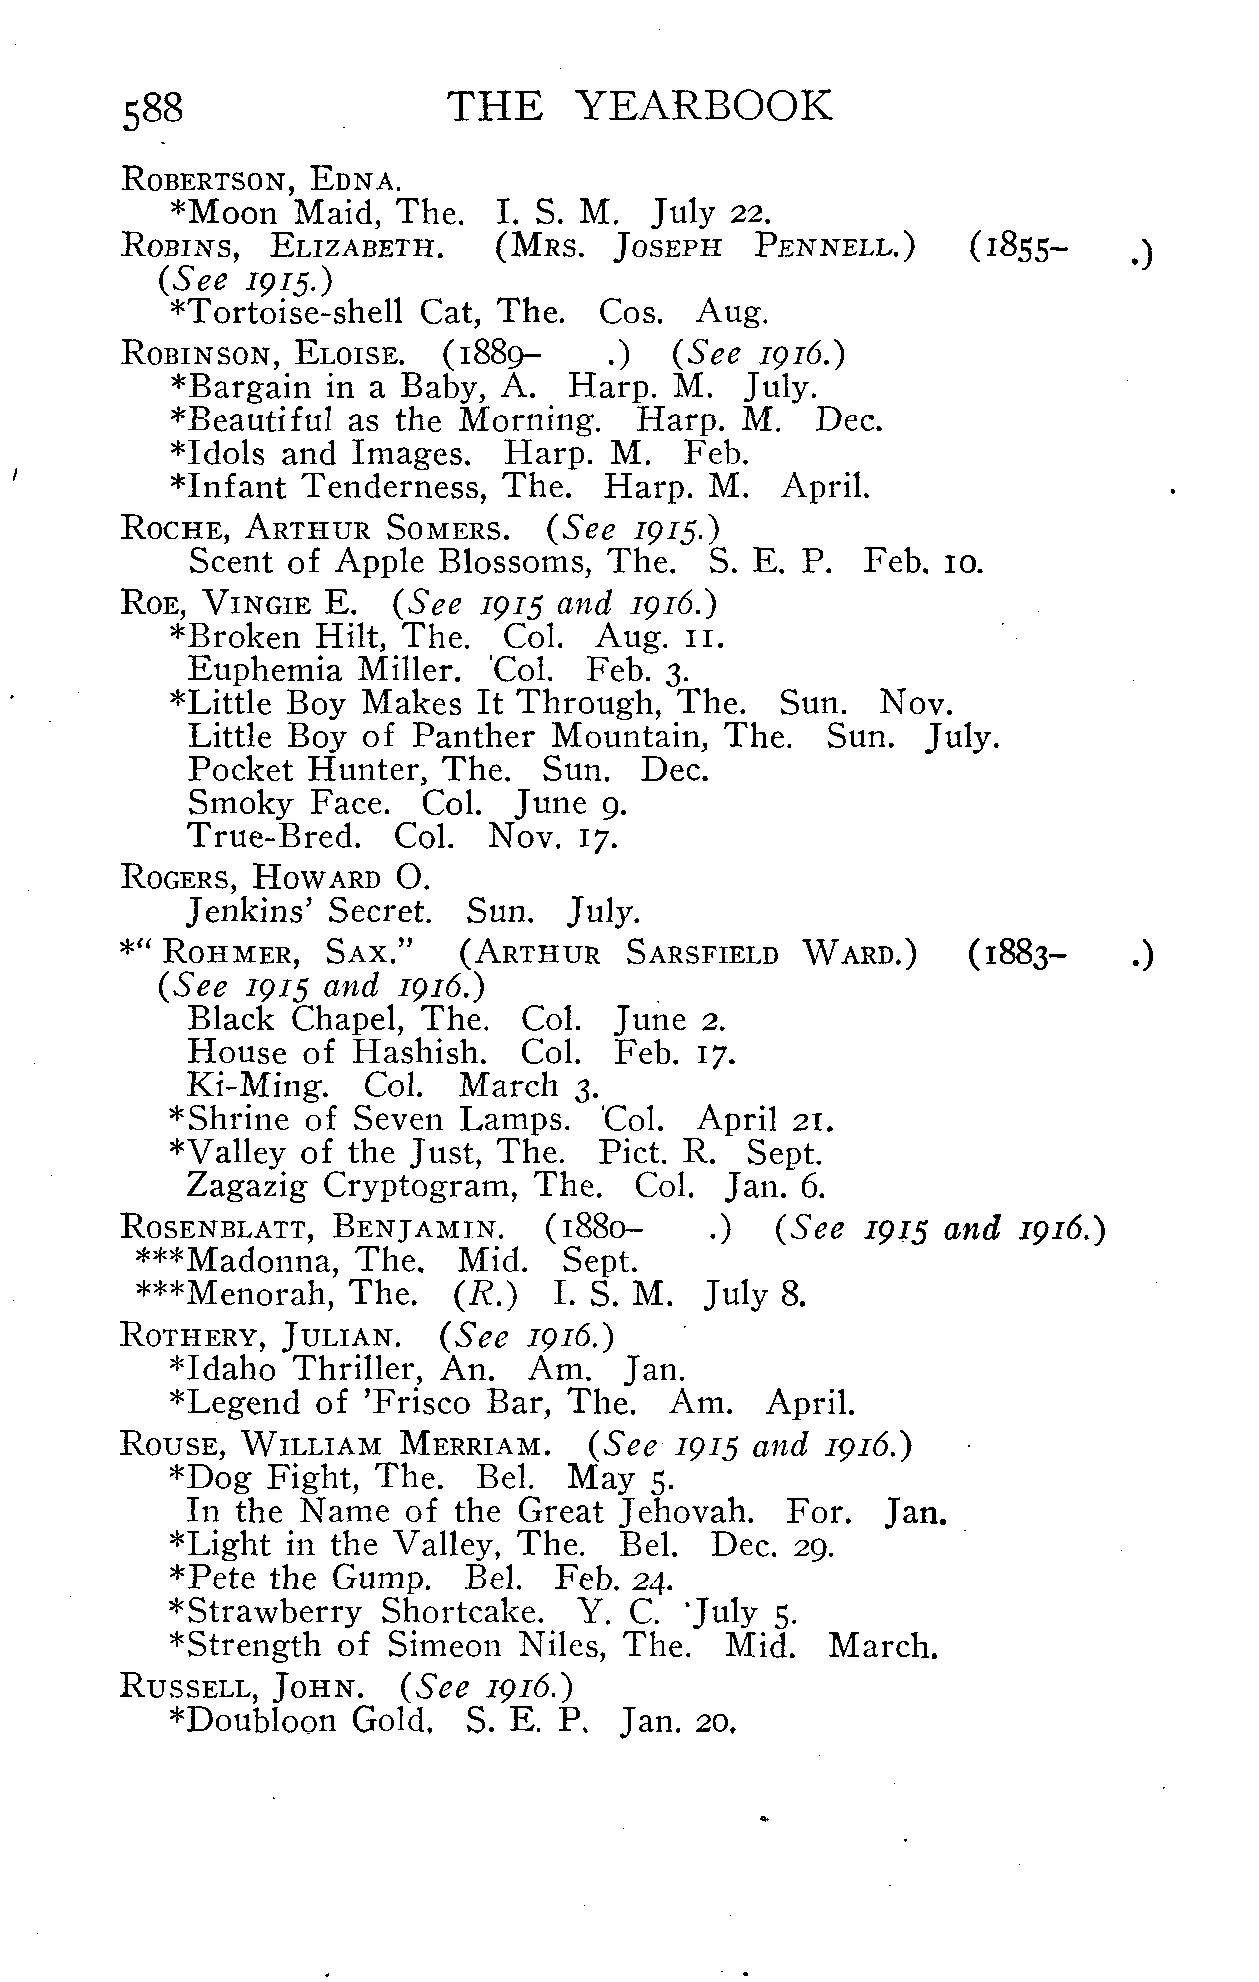 588 THE YEARBOOK
ROBERTSON, EDNA.
*Moon Maid, The. I. S. M. July 22.
ROBINS, ELIZABETH. (MRS. JOSEPH PENNELL.) (1855- .)
(See 1915.)
*Tortoise-shell Cat, The. Cos. Aug.
ROBINSON, ELOISE. (1889- .) (See 1916.)
*Bargain in a Baby, A. Harp. M. July.
*Beautiful as the Morning. Harp. M. Dec.
*Idols and Images. Harp. M. Feb.
*Infant Tenderness, The. Harp. M. April.
ROCHE, ARTHUR SOMERS. (See 1915.)
Scent of Apple Blossoms, The. S. E. P. Feb. 10.
ROE, VINGIE E. (See 1915 and 1916.)
*Broken Hilt, The. Col. Aug. 11.
Euphemia Miller. Col. Feb. 3.
*Little Boy Makes It Through, The. Sun. Nov.
Little Boy of Panther Mountain, The. Sun. July.
Pocket Hunter, The. Sun. Dec.
Smoky Face. Col. June 9.
True-Bred. Col. Nov. 17.
ROGERS, HOWARD O.
Jenkins' Secret. Sun. July.
*"ROHMER, SAX." (ARTHUR SARSFIELD WARD.) (1883- .)
(See 1915 and 1916.)
Black Chapel, The. Col. June 2.
House of Hashish. Col. Feb. 17.
Ki-Ming. Col. March 3.
*Shrine of Seven Lamps. Col. April 21.
*Valley of the Just, The. Pict. R. Sept.
Zagazig Cryptogram, The. Col. Jan. 6.
ROSENBLATT, BENJAMIN. (1880- .) (See 1915 and 1916.)
***Madonna, The. Mid. Sept.
***Menorah, The. (R.) I. S. M. July 8.
ROTHERY, JULIAN. (See 1916.)
*Idaho Thriller, An. Am. Jan.
*Legend of 'Frisco Bar, The. Am. April.
ROUSE, WILLIAM MERRIAM. (See 1915 and 1916.)
*Dog Fight, The. Bel. May 5.
In the Name of the Great Jehovah. For. Jan.
*Light in the Valley, The. Bel. Dec. 29.
*Pete the Gump. Bel. Feb. 24.
*Strawberry Shortcake. Y. C. July 5.
*Strength of Simeon Niles, The. Mid. March.
RUSSELL, JOHN. (See 1916.)
*Doubloon Gold. S. E. P. Jan. 20.